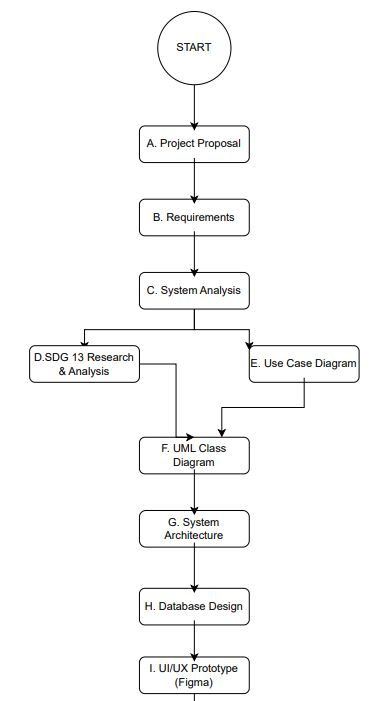 START
A. Project Proposal
B. Requirements
C. System Analysis
D.SDG 13 Research
& Analysis
E. Use Case Diagram
F. UML Class
Diagram
G. System
Architecture
H. Database Design
I. UI/UX Prototype
(Figma)